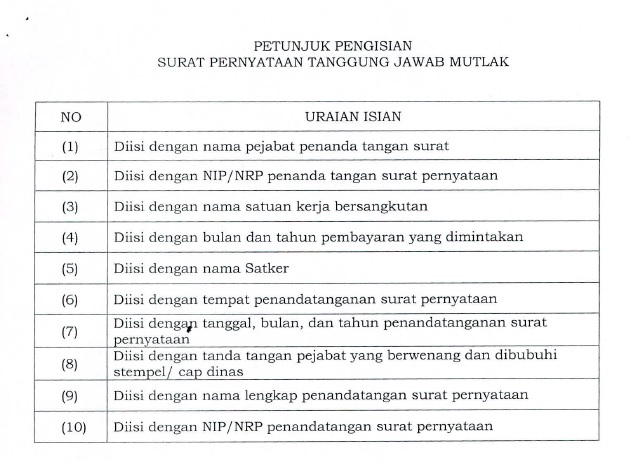 PETUNJUK PENGISIAN
SURAT PERNYATAAN TANGGUNG JAWAB MUTLAK
NO URAIAN ISIAN
(1) Diisi dengan nama pejabat penanda tangan surat
(2) Diisi dengan NIP/NRP penanda tangan surat pernyataan
(3) Diisi dengan nama satuan kerja bersangkutan
(4) Diisi dengan bulan dan tahun pembayaran yang dimintakan
(5) Diisi dengan nama Satker
(6) Diisi dengan tempat penandatanganan surat pernyataan
(7) Diisi dengan tanggal, bulan, dan tahun penandatanganan surat
pernyataan
(8) Diisi dengan tanda tangan pejabat yang berwenang dan dibubuhi
stempel/ cap dinas
(9) Diisi dengan nama lengkap penandatangan surat pernyataan
(10) Diisi dengan NIP/NRP penandatangan surat pernyataan